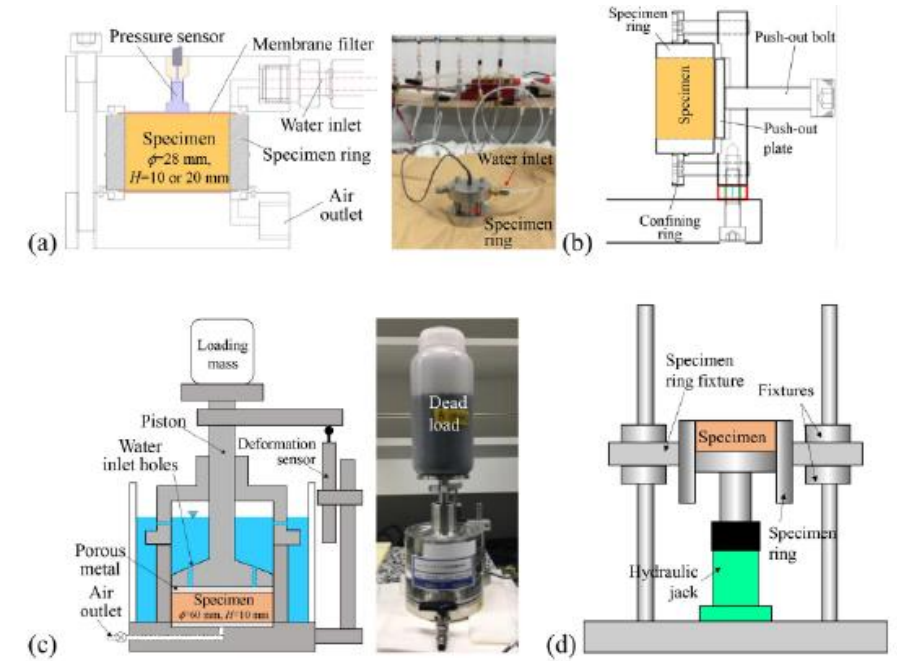 Pressure sensor
Membrane filter
Water inlet
Specimen
ϕ=28 mm,
H=10 or 20 mm
Specimen ring
Air
outlet
(a)
Water inlet
Specimen
ring
Specimen
ring
Push-out bolt
Specimen
Push-out
plate
Confining
ring
(b)
Loading
mass
Piston
Deformation
sensor
Water
inlet holes
Porous
metal
Air
outlet
Specimen
ϕ=60 mm, H=10 mm
(c)
Dead
load
Specimen
ring fixture
Fixtures
Specimen
Specimen
ring
Hydraulic
jack
(d)